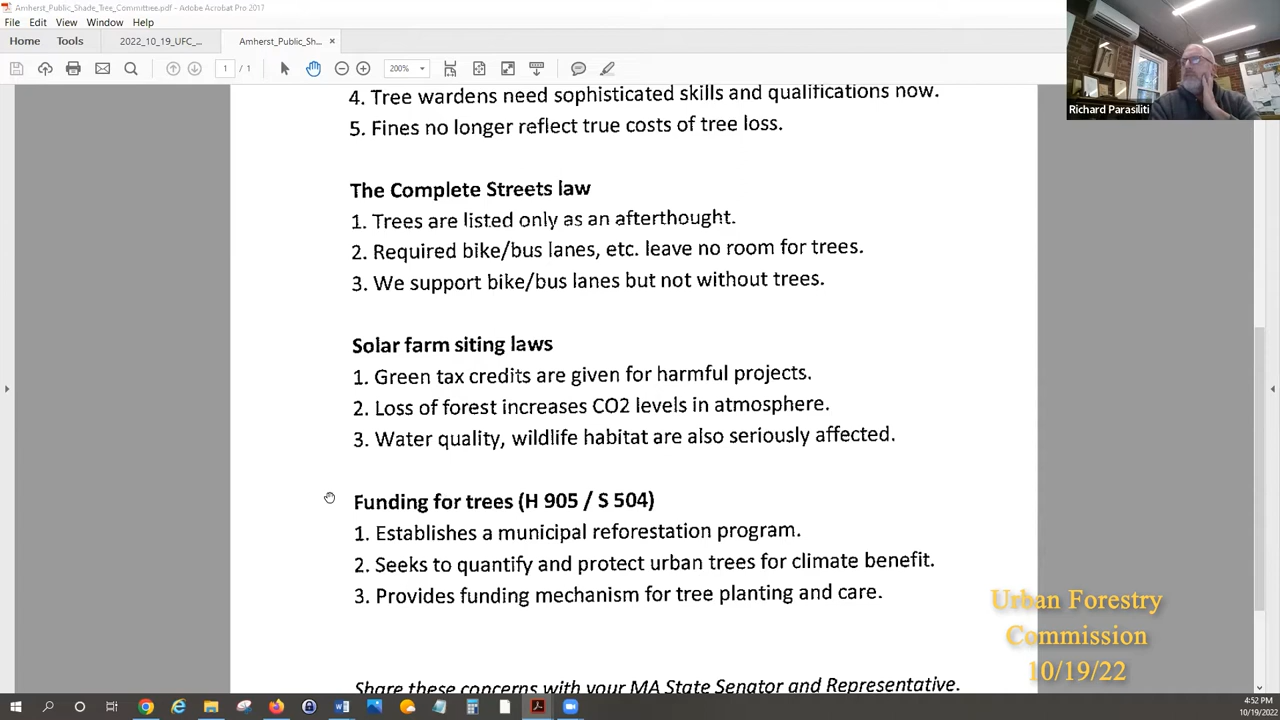 Amherst_Public_Shade_Tree_Committee.pdf - Adobe Acrobat Pro 2017
File Edit View Window Help
Home Tools 2022_10_19_UFC_... Amherst_Public_Sh... ×
1 / 1 200%
Richard Parasiliti
4. Tree wardens need sophisticated skills and qualifications now.
5. Fines no longer reflect true costs of tree loss.
The Complete Streets law
1. Trees are listed only as an afterthought.
2. Required bike/bus lanes, etc. leave no room for trees.
3. We support bike/bus lanes but not without trees.
Solar farm siting laws
1. Green tax credits are given for harmful projects.
2. Loss of forest increases CO2 levels in atmosphere.
3. Water quality, wildlife habitat are also seriously affected.
Funding for trees (H 905 / S 504)
1. Establishes a municipal reforestation program.
2. Seeks to quantify and protect urban trees for climate benefit.
3. Provides funding mechanism for tree planting and care.
Share these concerns with your MA State Senator and Representative.
Urban Forestry
Commission
10/19/22
4:52 PM
10/19/2022